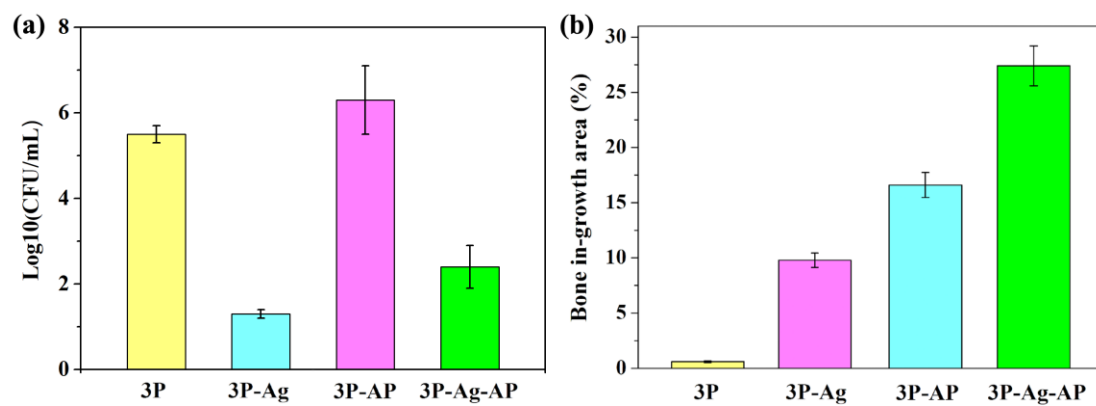 (a)
Log10(CFU/mL)
8
6
4
2
0
3P 3P-Ag 3P-AP 3P-Ag-AP
(b)
Bone in-growth area (%)
30
25
20
15
10
5
0
3P 3P-Ag 3P-AP 3P-Ag-AP